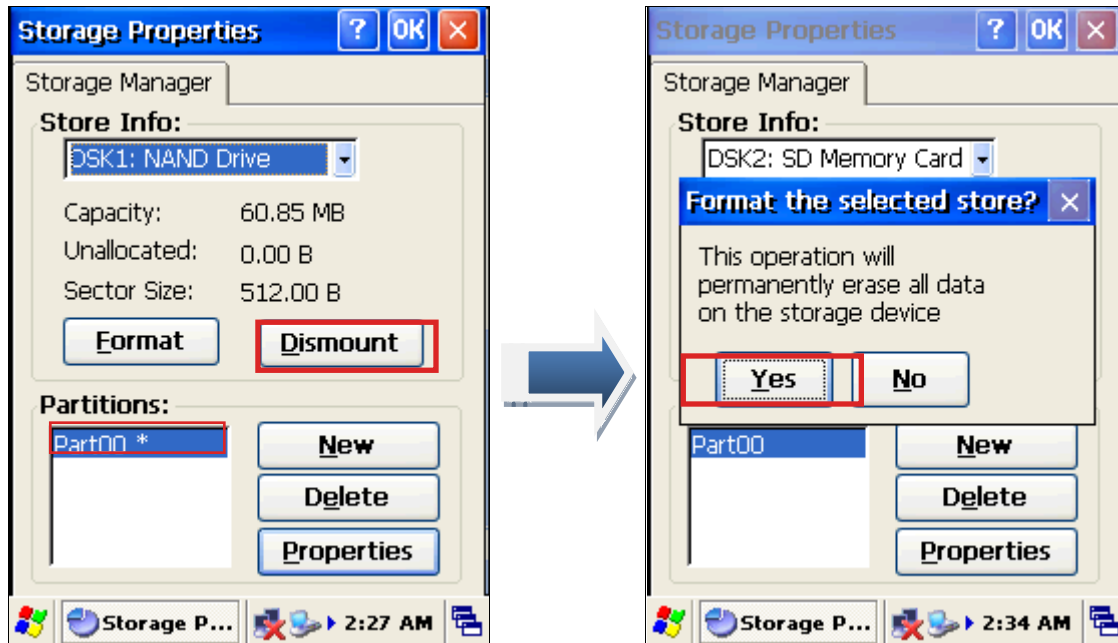 Storage Properties ? OK
Storage Manager
Store Info:
DSK1: NAND Drive
Capacity: 60.85 MB
Unallocated: 0.00 B
Sector Size: 512.00 B
Format Dismount
Partitions:
Part00 *
New
Delete
Properties
Storage P... 2:27 AM
Storage Properties ? OK
Storage Manager
Store Info:
DSK2: SD Memory Card
Format the selected store?
This operation will
permanently erase all data
on the storage device
Yes No
Part00
New
Delete
Properties
Storage P... 2:34 AM